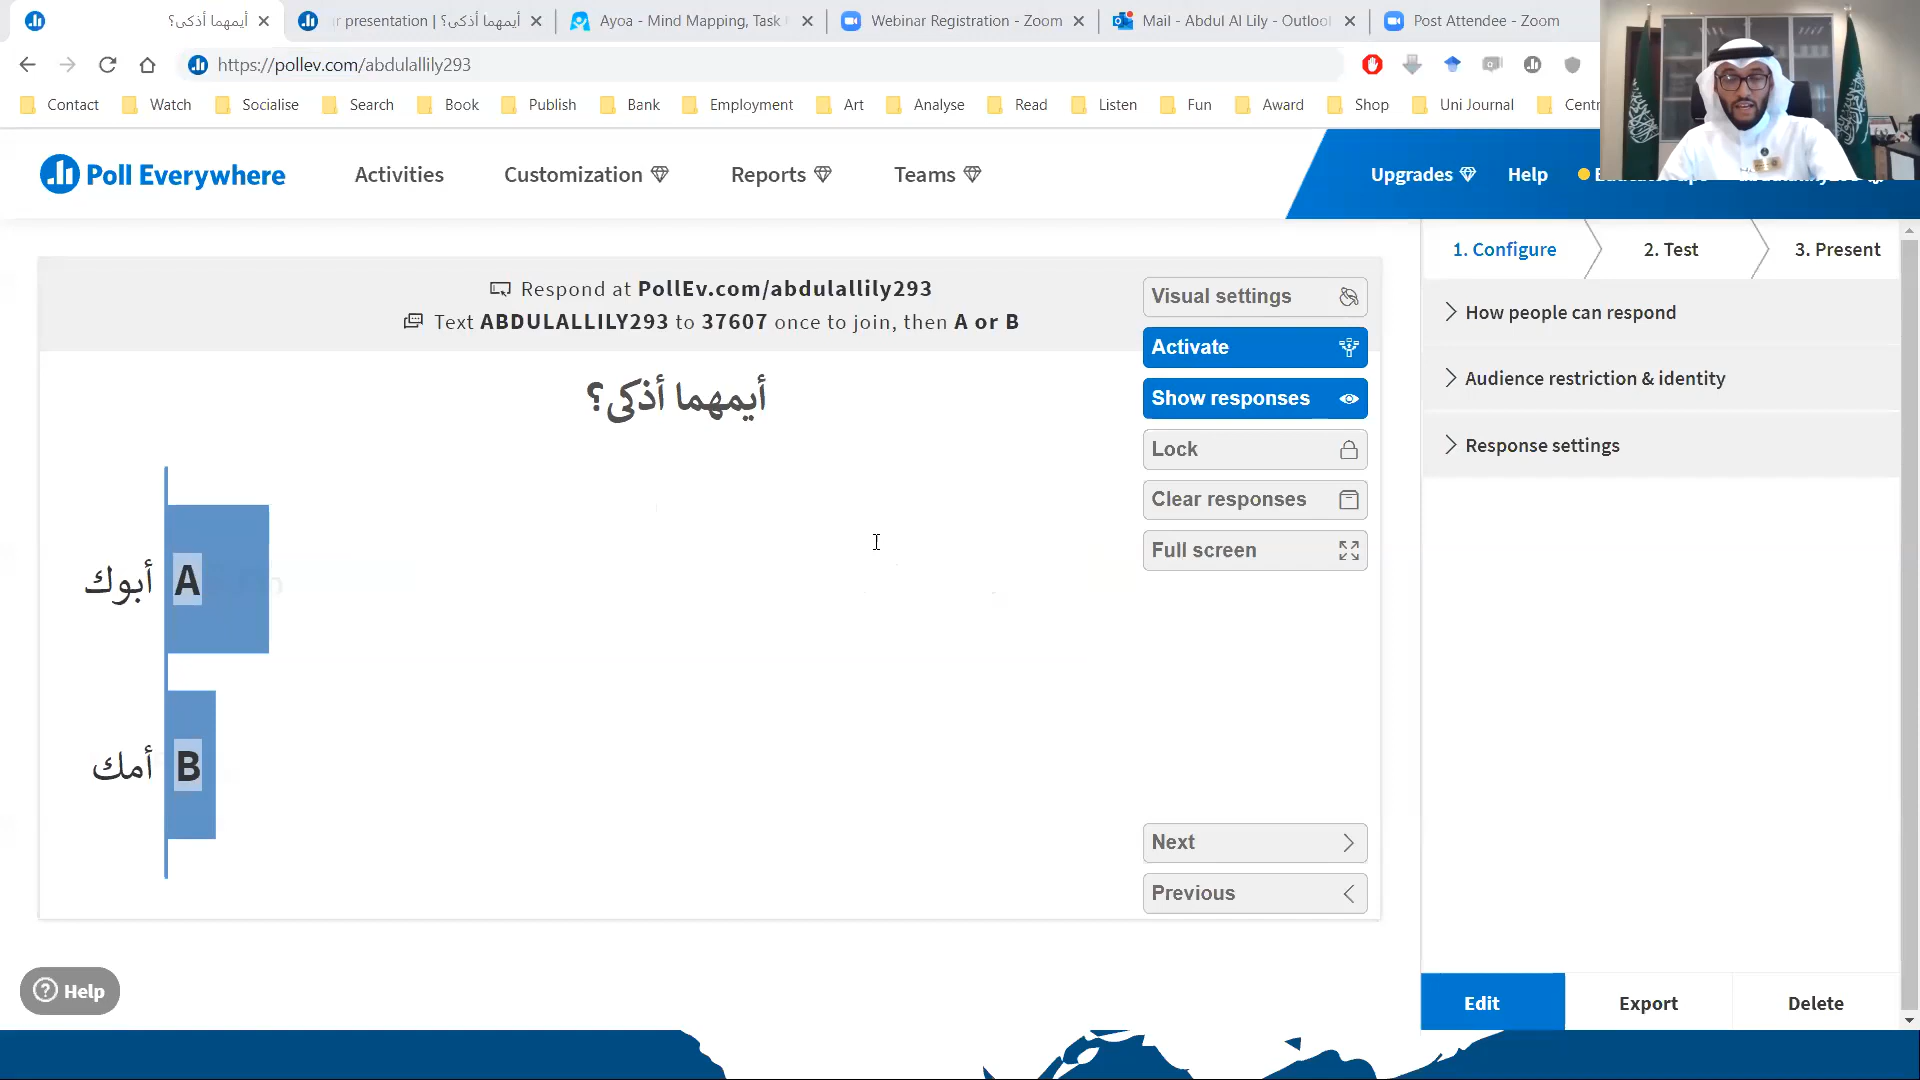 أيمهما أذكى؟
ur presentation | أيمهما أذكى؟
Ayoa - Mind Mapping, Task
Webinar Registration - Zoom
Mail - Abdul Al Lily - Outlook
Post Attendee - Zoom
https://pollev.com/abdulallily293
Contact
Watch
Socialise
Search
Book
Publish
Bank
Employment
Art
Analyse
Read
Listen
Fun
Award
Shop
Uni Journal
Centr
Poll Everywhere
Activities
Customization
Reports
Teams
Upgrades
Help
1. Configure
2. Test
3. Present
Respond at PollEv.com/abdulallily293
Text ABDULALLILY293 to 37607 once to join, then A or B
أيمهما أذكى؟
أبوك A
أمك B
Visual settings
Activate
Show responses
Lock
Clear responses
Full screen
Next
Previous
How people can respond
Audience restriction & identity
Response settings
Help
Edit
Export
Delete